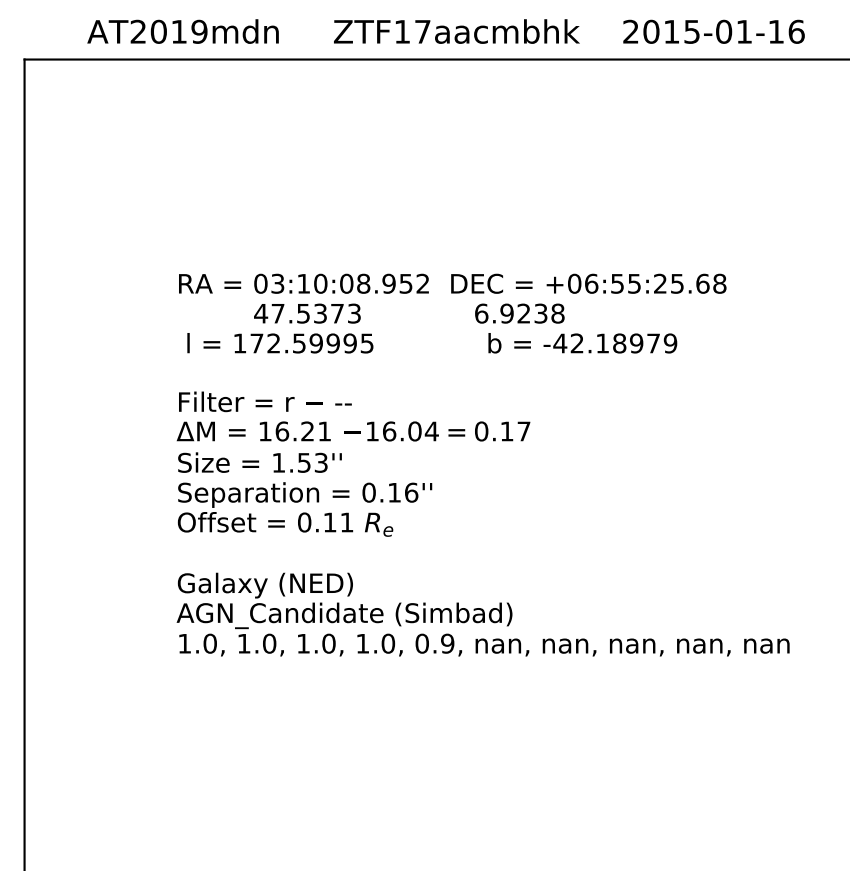 AT2019mdn ZTF17aacmbhk 2015-01-16
RA = 03:10:08.952 DEC = +06:55:25.68
47.5373 6.9238
l = 172.59995 b = -42.18979
Filter = r − --
ΔM = 16.21 −16.04 = 0.17
Size = 1.53''
Separation = 0.16''
Offset = 0.11 Rₑ
Galaxy (NED)
AGN_Candidate (Simbad)
1.0, 1.0, 1.0, 1.0, 0.9, nan, nan, nan, nan, nan